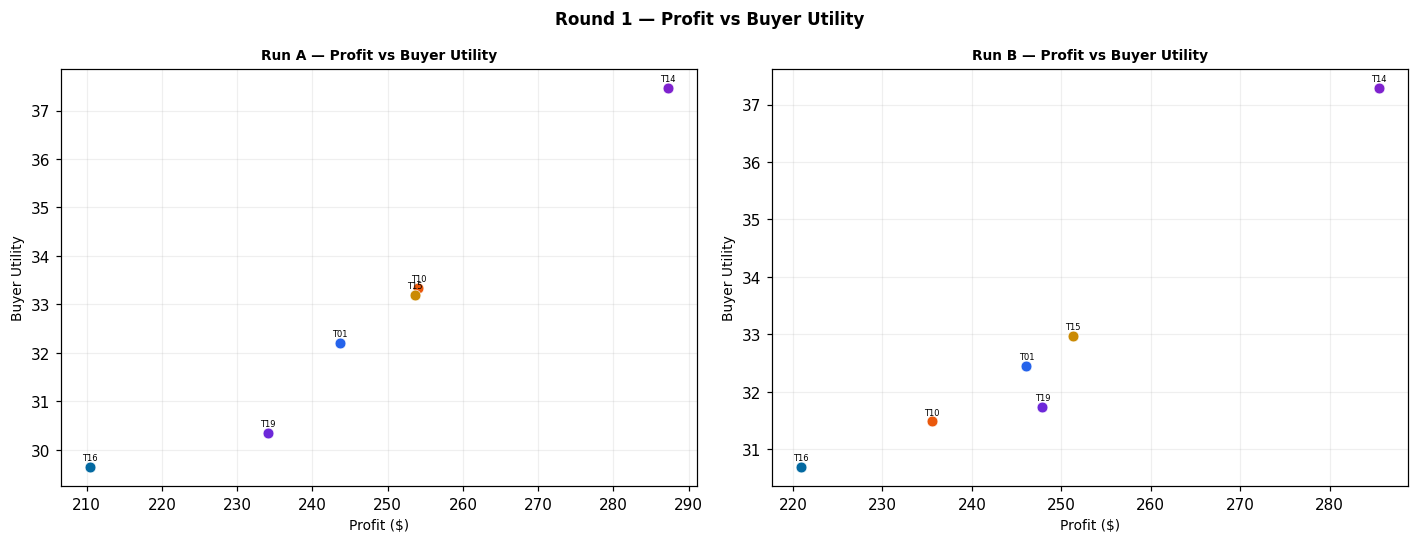 Round 1 — Profit vs Buyer Utility
Run A — Profit vs Buyer Utility
Buyer Utility
37
36
35
34
33
32
31
30
T14
T10
T15
T01
T19
T16
210 220 230 240 250 260 270 280 290
Profit ($)
Run B — Profit vs Buyer Utility
Buyer Utility
37
36
35
34
33
32
31
T14
T15
T01
T19
T10
T16
220 230 240 250 260 270 280
Profit ($)